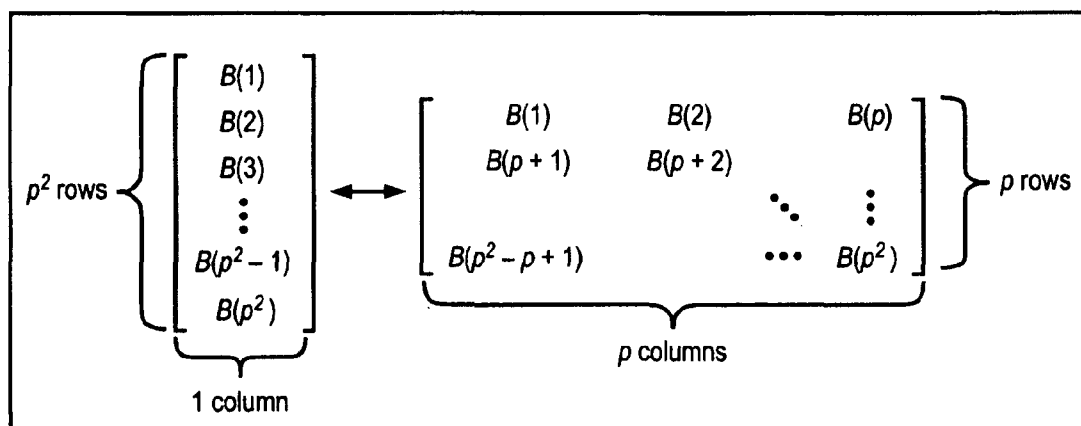 p² rows
B(1)
B(2)
B(3)
⋮
B(p² – 1)
B(p²)
1 column
B(1) B(2) B(p)
B(p + 1) B(p + 2)
⋱ ⋮
B(p² – p + 1) ⋯ B(p²)
p rows
p columns